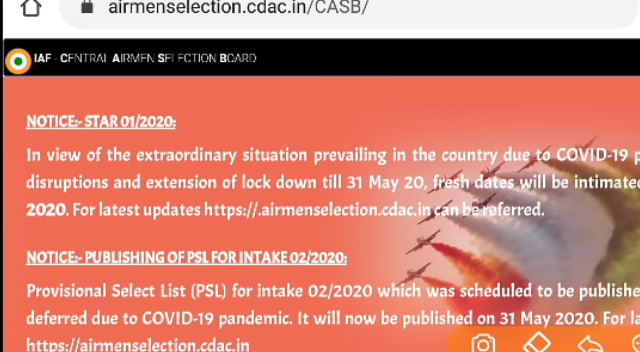 airmenselection.cdac.in/CASB/
IAF - CENTRAL AIRMEN SELECTION BOARD
NOTICE:- STAR 01/2020:
In view of the extraordinary situation prevailing in the country due to COVID-19
disruptions and extension of lock down till 31 May 20, fresh dates will be intimated
2020. For latest updates https://.airmenselection.cdac.in can be referred.
NOTICE:- PUBLISHING OF PSL FOR INTAKE 02/2020:
Provisional Select List (PSL) for intake 02/2020 which was scheduled to be publishe
deferred due to COVID-19 pandemic. It will now be published on 31 May 2020. For la
https://airmenselection.cdac.in